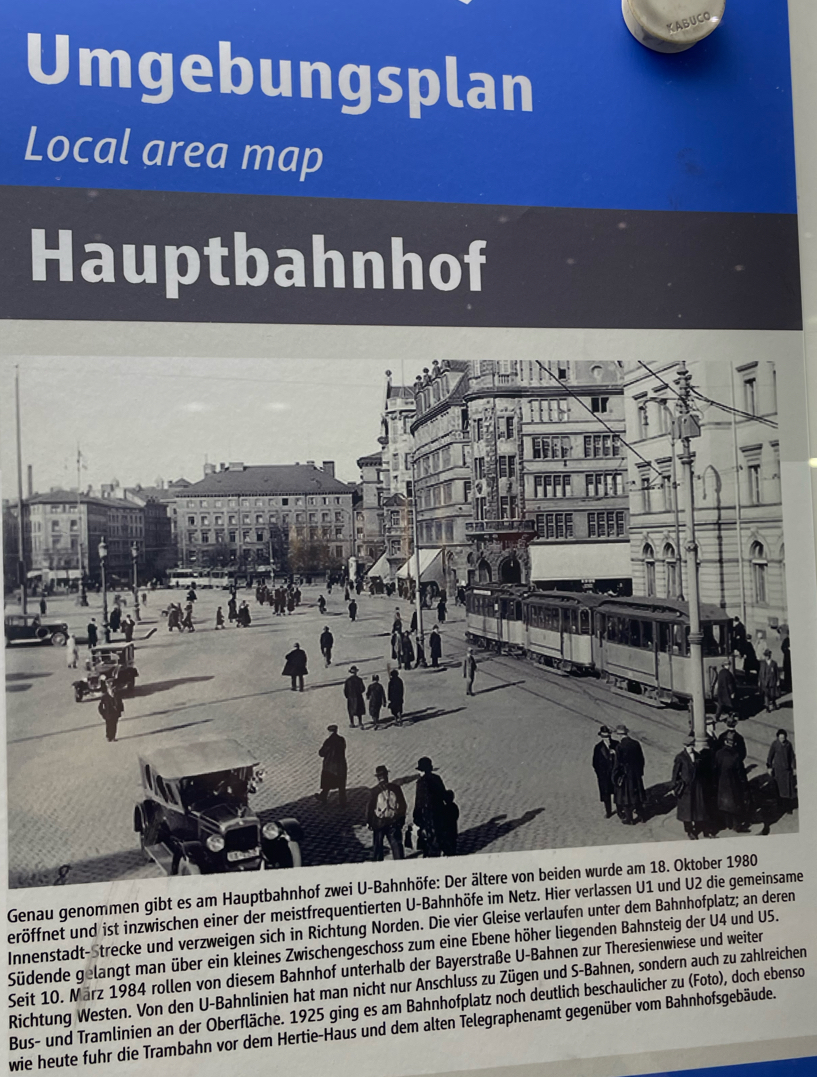 KABUCO
Umgebungsplan
Local area map
Hauptbahnhof
Genau genommen gibt es am Hauptbahnhof zwei U-Bahnhöfe: Der ältere von beiden wurde am 18. Oktober 1980
eröffnet und ist inzwischen einer der meistfrequentierten U-Bahnhöfe im Netz. Hier verlassen U1 und U2 die gemeinsame
Innenstadt-Strecke und verzweigen sich in Richtung Norden. Die vier Gleise verlaufen unter dem Bahnhofplatz; an deren
Südende gelangt man über ein kleines Zwischengeschoss zum eine Ebene höher liegenden Bahnsteig der U4 und U5.
Seit 10. März 1984 rollen von diesem Bahnhof unterhalb der Bayerstraße U-Bahnen zur Theresienwiese und weiter
Richtung Westen. Von den U-Bahnlinien hat man nicht nur Anschluss zu Zügen und S-Bahnen, sondern auch zu zahlreichen
Bus- und Tramlinien an der Oberfläche. 1925 ging es am Bahnhofplatz noch deutlich beschaulicher zu (Foto), doch ebenso
wie heute fuhr die Trambahn vor dem Hertie-Haus und dem alten Telegraphenamt gegenüber vom Bahnhofsgebäude.